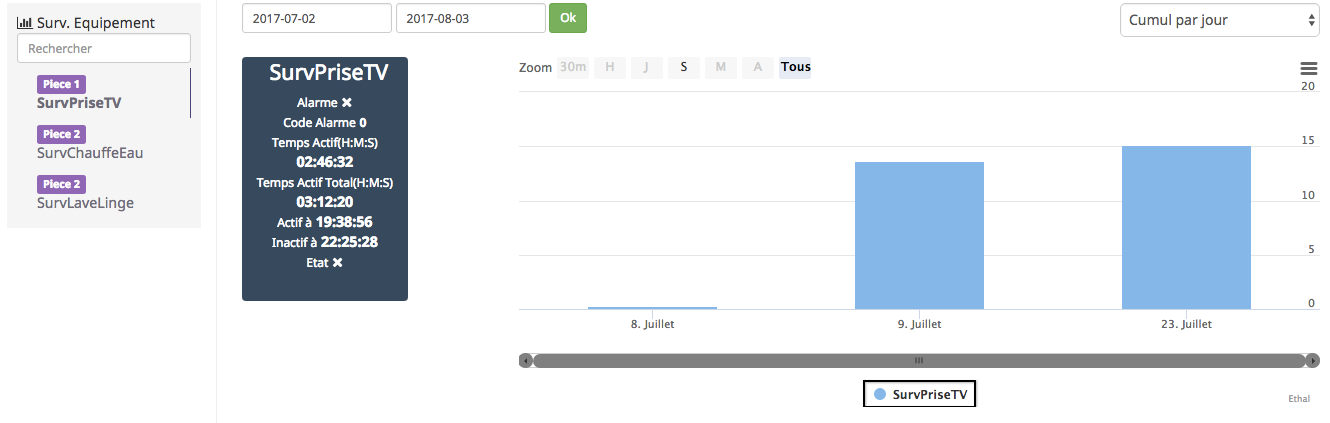 Surv. Equipement
Rechercher
Piece 1
SurvPriseTV
Piece 2
SurvChauffeEau
Piece 2
SurvLaveLinge
2017-07-02
2017-08-03
Ok
Cumul par jour
SurvPriseTV
Alarme ✖
Code Alarme 0
Temps Actif(H:M:S)
02:46:32
Temps Actif Total(H:M:S)
03:12:20
Actif à 19:38:56
Inactif à 22:25:28
Etat ✖
Zoom 30m H J S M A Tous
20
15
10
5
0
8. Juillet
9. Juillet
23. Juillet
SurvPriseTV
Ethal